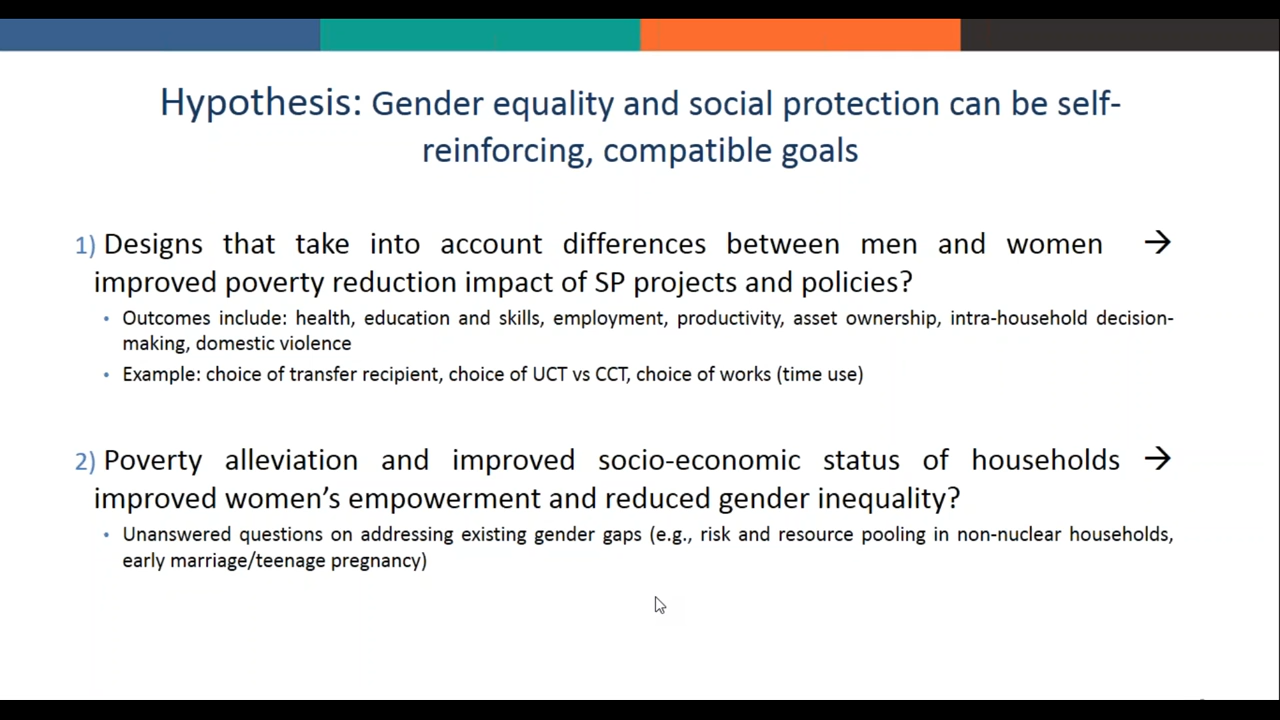 Hypothesis: Gender equality and social protection can be self-
reinforcing, compatible goals
1) Designs that take into account differences between men and women →
improved poverty reduction impact of SP projects and policies?
• Outcomes include: health, education and skills, employment, productivity, asset ownership, intra-household decision-
making, domestic violence
• Example: choice of transfer recipient, choice of UCT vs CCT, choice of works (time use)
2) Poverty alleviation and improved socio-economic status of households →
improved women’s empowerment and reduced gender inequality?
• Unanswered questions on addressing existing gender gaps (e.g., risk and resource pooling in non-nuclear households,
early marriage/teenage pregnancy)